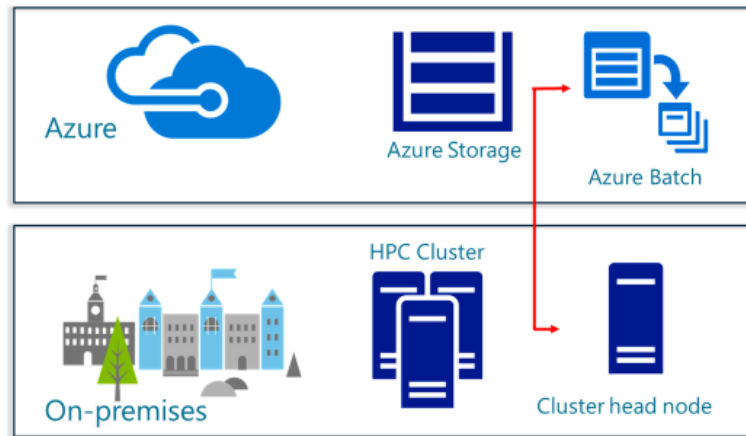 Azure
Azure Storage
Azure Batch
HPC Cluster
On-premises
Cluster head node